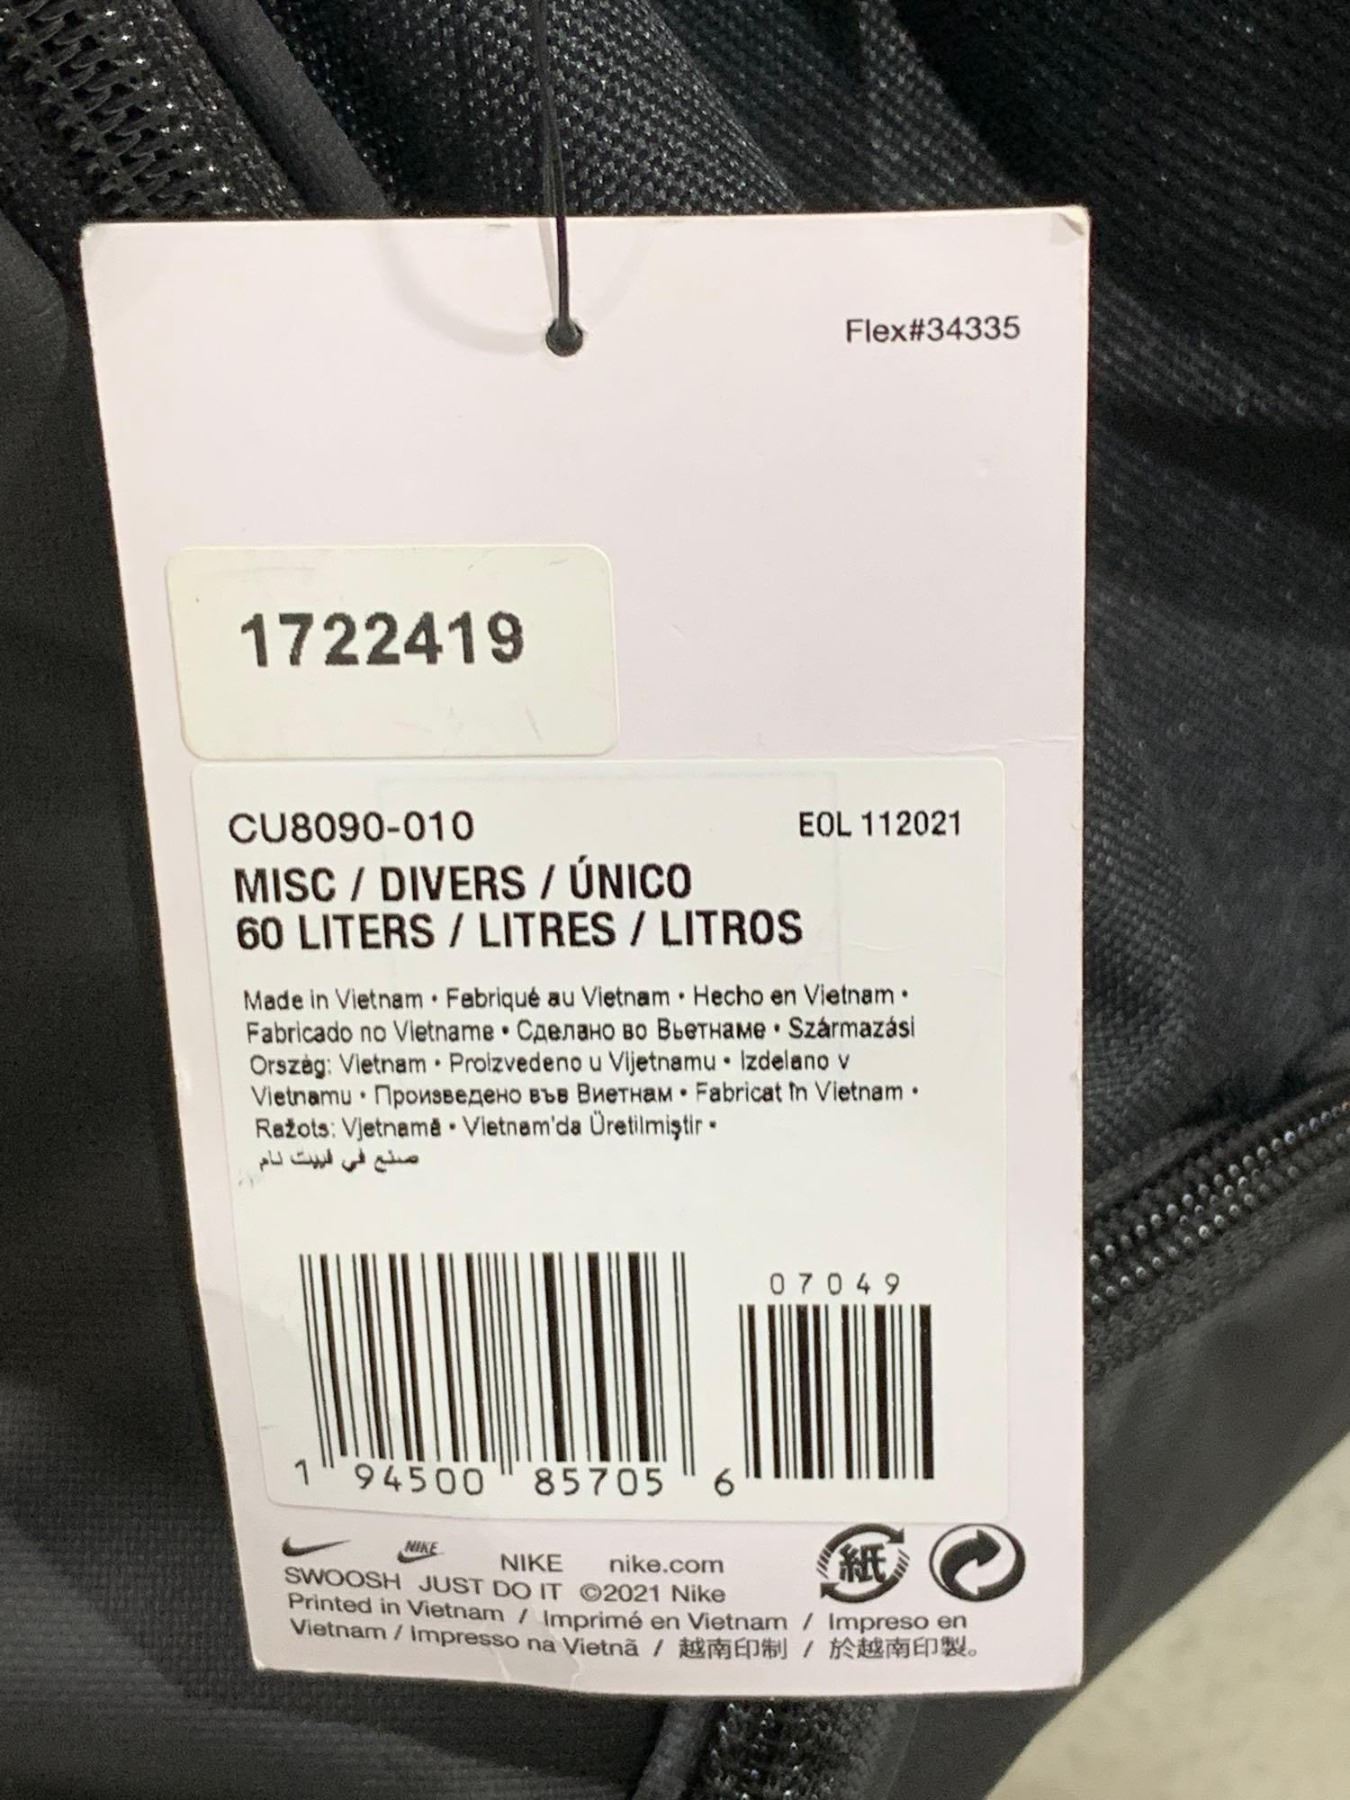 Flex#34335
1722419
CU8090-010 EOL 112021
MISC / DIVERS / ÚNICO
60 LITERS / LITRES / LITROS
Made in Vietnam • Fabriqué au Vietnam • Hecho en Vietnam •
Fabricado no Vietname • Сделано во Вьетнаме • Származási
Ország: Vietnam • Proizvedeno u Vijetnamu • Izdelano v
Vietnamu • Произведено във Виетнам • Fabricat în Vietnam •
Ražots: Vjetnamā • Vietnam'da Üretilmiştir •
صنع في فييت نام
07049
1 94500 85705 6
NIKE NIKE nike.com
SWOOSH JUST DO IT ©2021 Nike
紙
Printed in Vietnam / Imprimé en Vietnam / Impreso en
Vietnam / Impresso na Vietnã / 越南印制 / 於越南印製。